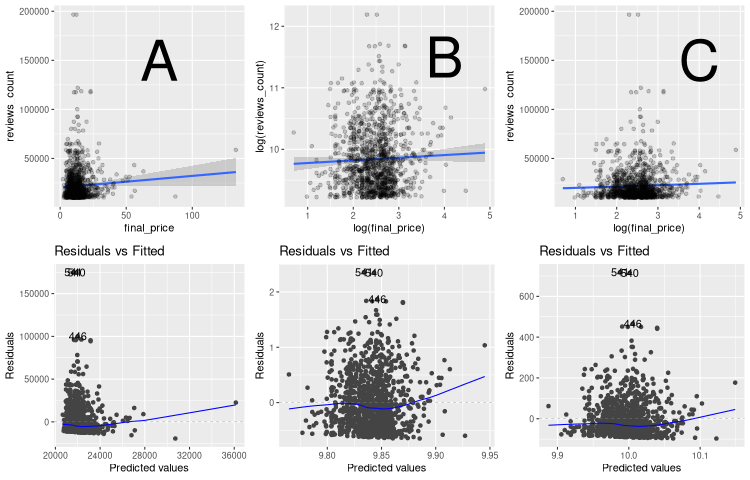 200000
150000
100000
50000
reviews_count
A
0
50
100
final_price
12
11
10
log(reviews_count)
B
1
2
3
4
5
log(final_price)
200000
150000
100000
50000
reviews_count
C
1
2
3
4
5
log(final_price)
Residuals vs Fitted
150000
100000
50000
0
Residuals
540
446
20000
24000
28000
32000
36000
Predicted values
Residuals vs Fitted
2
1
0
Residuals
540
446
9.80
9.85
9.90
9.95
Predicted values
Residuals vs Fitted
600
400
200
0
Residuals
540
446
9.9
10.0
10.1
Predicted values